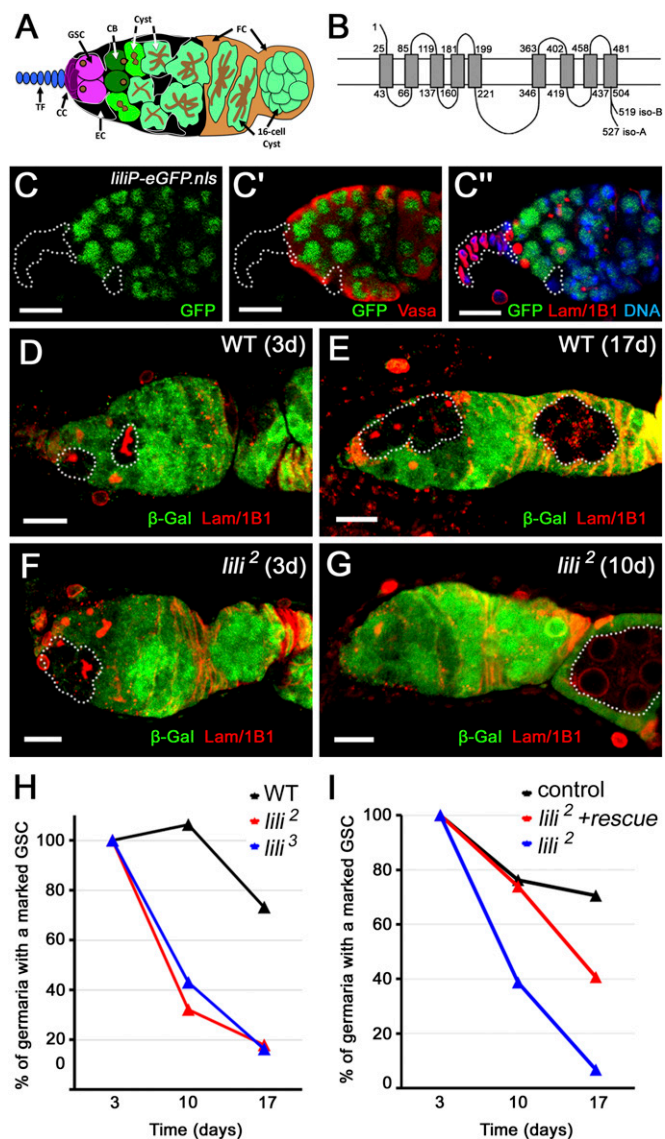 A
GSC
CB
Cyst
FC
TF
CC
EC
16-cell
Cyst
B
1
25
85
119
181
199
363
402
458
481
43
66
137
160
221
346
419
437
504
519 iso-B
527 iso-A
C
liliP-eGFP.nls
GFP
C'
GFP Vasa
C''
GFP Lam/1B1 DNA
D
WT (3d)
β-Gal Lam/1B1
E
WT (17d)
β-Gal Lam/1B1
F
lili 2 (3d)
β-Gal Lam/1B1
G
lili 2 (10d)
β-Gal Lam/1B1
H
WT
lili 2
lili 3
% of germaria with a marked GSC
100
80
60
40
20
0
3 10 17
Time (days)
I
control
lili 2 +rescue
lili 2
% of germaria with a marked GSC
100
80
60
40
20
0
3 10 17
Time (days)